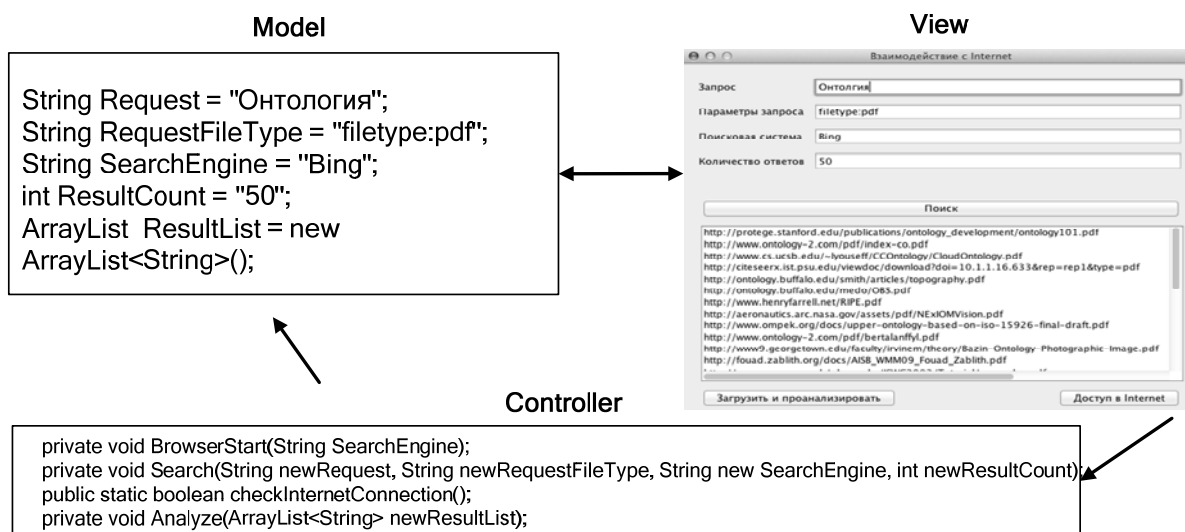 Model
String Request = "Онтология";
String RequestFileType = "filetype:pdf";
String SearchEngine = "Bing";
int ResultCount = "50";
ArrayList ResultList = new
ArrayList<String>();
View
Взаимодействие с Internet
Запрос
Онтолгия
Параметры запроса
filetype:pdf
Поисковая система
Bing
Количество ответов
50
Поиск
http://protege.stanford.edu/publications/ontology_development/ontology101.pdf
http://www.ontology-2.com/pdf/index-co.pdf
http://www.cs.ucsb.edu/~lyouseff/CCOntology/CloudOntology.pdf
http://citeseerx.ist.psu.edu/viewdoc/download?doi=10.1.1.16.633&rep=rep1&type=pdf
http://ontology.buffalo.edu/smith/articles/topography.pdf
http://ontology.buffalo.edu/medo/OBS.pdf
http://www.henryfarrell.net/RIPE.pdf
http://aeronautics.arc.nasa.gov/assets/pdf/NExIOMVision.pdf
http://www.ompek.org/docs/upper-ontology-based-on-iso-15926-final-draft.pdf
http://www.ontology-2.com/pdf/bertalanffyl.pdf
http://www9.georgetown.edu/faculty/irvinem/theory/Bazin-Ontology-Photographic-Image.pdf
http://fouad.zablith.org/docs/AISB_WMM09_Fouad_Zablith.pdf
Загрузить и проанализировать
Доступ в Internet
Controller
private void BrowserStart(String SearchEngine);
private void Search(String newRequest, String newRequestFileType, String new SearchEngine, int newResultCount);
public static boolean checkInternetConnection();
private void Analyze(ArrayList<String> newResultList);